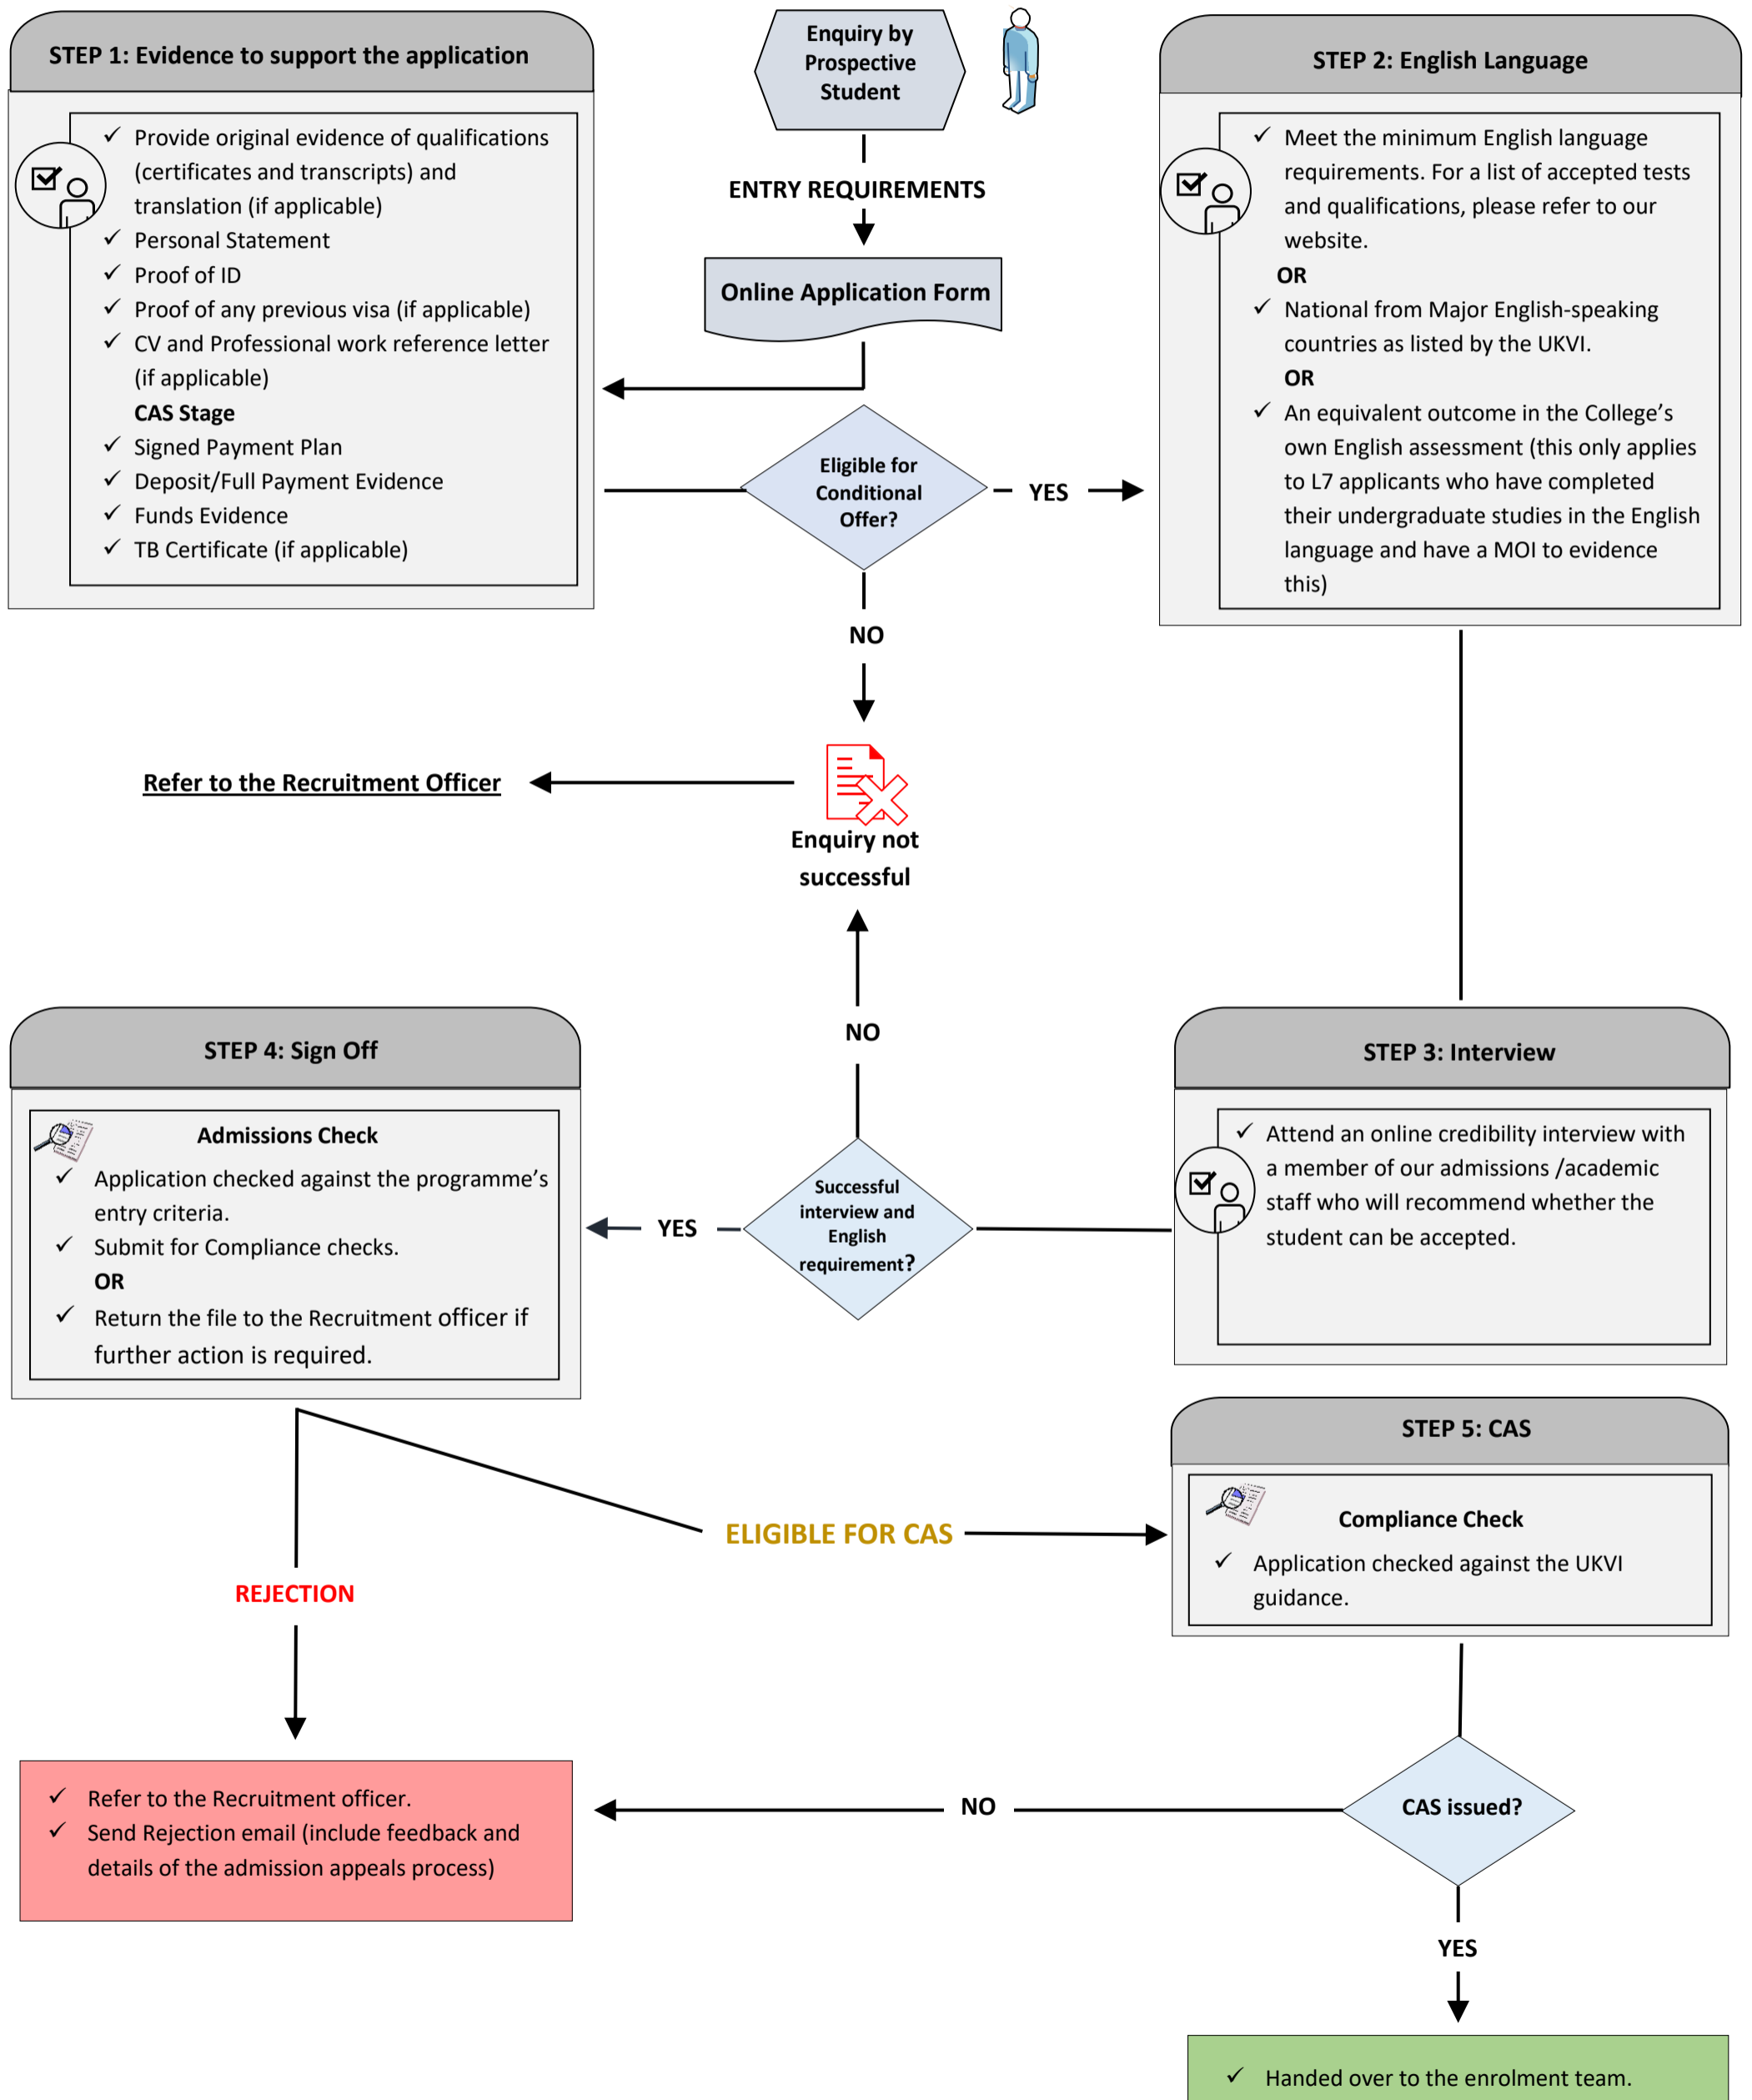 STEP 1: Evidence to support the application
Provide original evidence of qualifications
(certificates and transcripts) and
translation (if applicable)
Personal Statement
Proof of ID
Proof of any previous visa (if applicable)
CV and Professional work reference letter
(if applicable)
CAS Stage
Signed Payment Plan
Deposit/Full Payment Evidence
Funds Evidence
TB Certificate (if applicable)
Enquiry by
Prospective
Student
ENTRY REQUIREMENTS
Online Application Form
Eligible for
Conditional
Offer?
YES
NO
STEP 2: English Language
Meet the minimum English language
requirements. For a list of accepted tests
and qualifications, please refer to our
website.
OR
National from Major English-speaking
countries as listed by the UKVI.
OR
An equivalent outcome in the College's
own English assessment (this only applies
to L7 applicants who have completed
their undergraduate studies in the English
language and have a MOI to evidence
this)
Refer to the Recruitment Officer
Enquiry not
successful
NO
STEP 3: Interview
Attend an online credibility interview with
a member of our admissions /academic
staff who will recommend whether the
student can be accepted.
Successful
interview and
English
requirement?
YES
STEP 4: Sign Off
Admissions Check
Application checked against the programme's
entry criteria.
Submit for Compliance checks.
OR
Return the file to the Recruitment officer if
further action is required.
REJECTION
ELIGIBLE FOR CAS
STEP 5: CAS
Compliance Check
Application checked against the UKVI
guidance.
CAS issued?
NO
Refer to the Recruitment officer.
Send Rejection email (include feedback and
details of the admission appeals process)
YES
Handed over to the enrolment team.